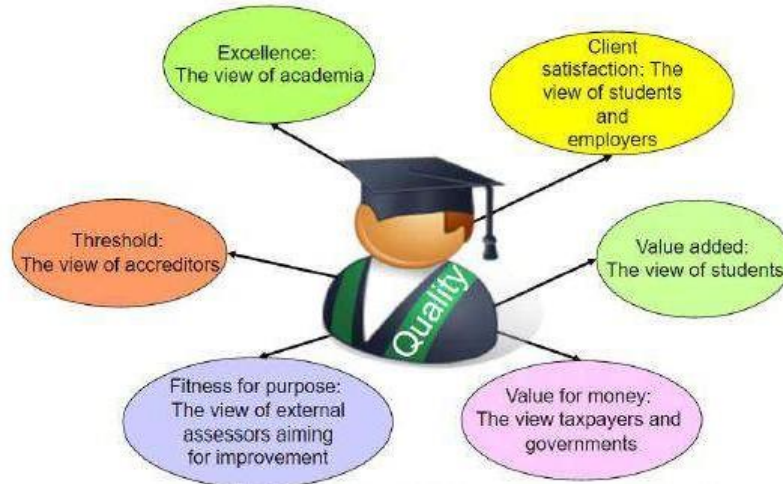 Excellence:
The view of academia
Client
satisfaction: The
view of students
and
employers
Threshold:
The view of accreditors
Value added:
The view of students
Quality
Fitness for purpose:
The view of external
assessors aiming
for improvement
Value for money:
The view taxpayers and
governments